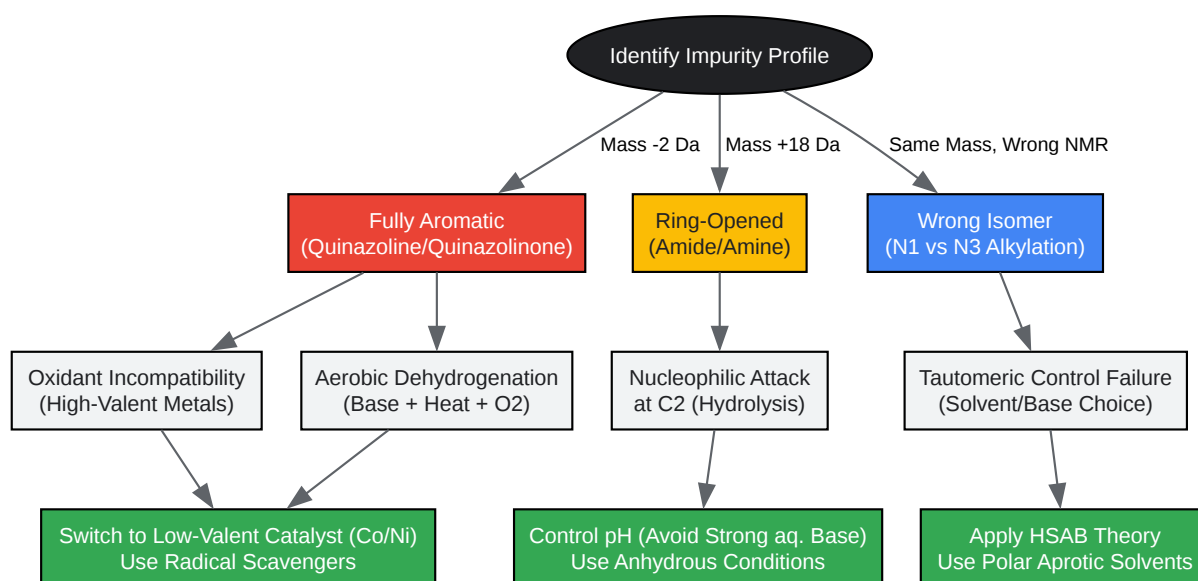 Identify Impurity Profile
Mass -2 Da
Mass +18 Da
Same Mass, Wrong NMR
Fully Aromatic
(Quinazoline/Quinazolinone)
Ring-Opened
(Amide/Amine)
Wrong Isomer
(N1 vs N3 Alkylation)
Oxidant Incompatibility
(High-Valent Metals)
Aerobic Dehydrogenation
(Base + Heat + O2)
Nucleophilic Attack
at C2 (Hydrolysis)
Tautomeric Control Failure
(Solvent/Base Choice)
Switch to Low-Valent Catalyst (Co/Ni)
Use Radical Scavengers
Control pH (Avoid Strong aq. Base)
Use Anhydrous Conditions
Apply HSAB Theory
Use Polar Aprotic Solvents